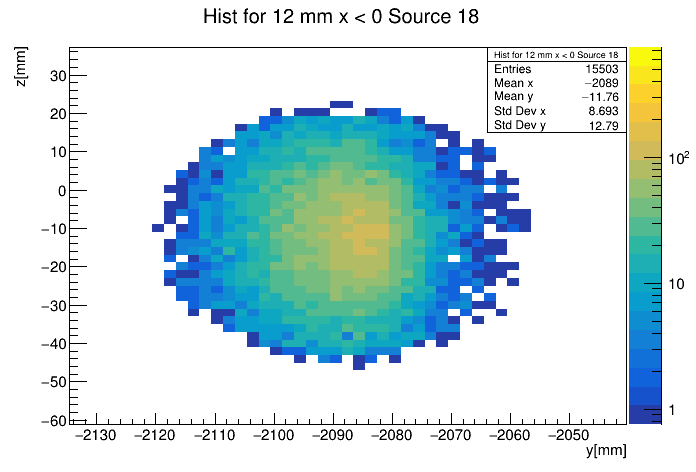 Hist for 12 mm x < 0 Source 18
z[mm]
Hist for 12 mm x < 0 Source 18
Entries 15503
Mean x −2089
Mean y −11.76
Std Dev x 8.693
Std Dev y 12.79
30
20
10
0
−10
−20
−30
−40
−50
−60
−2130 −2120 −2110 −2100 −2090 −2080 −2070 −2060 −2050
y[mm]
10²
10
1